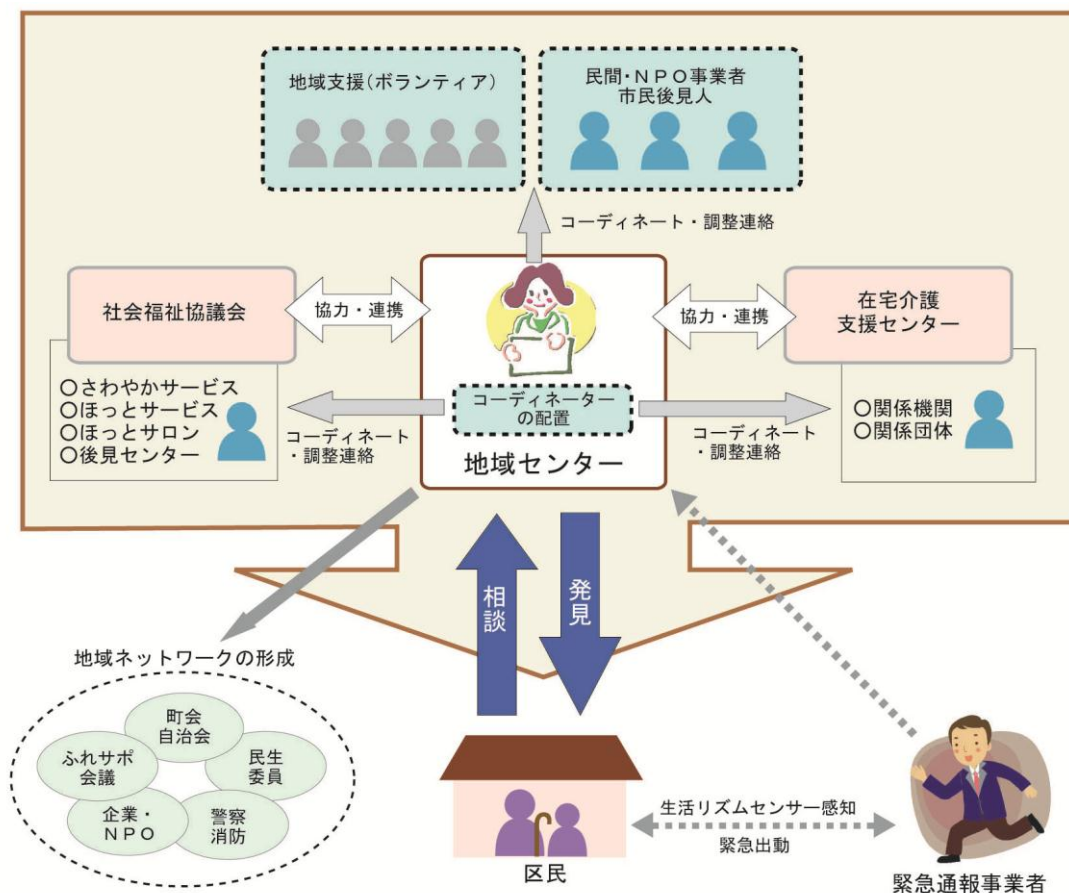 地域支援(ボランティア)
民間・NPO事業者
市民後見人
コーディネート・調整連絡
社会福祉協議会
協力・連携
協力・連携
在宅介護
支援センター
○さわやかサービス
○ほっとサービス
○ほっとサロン
○後見センター
コーディネート
・調整連絡
コーディネーター
の配置
地域センター
コーディネート
・調整連絡
○関係機関
○関係団体
相談
発見
地域ネットワークの形成
町会
自治会
ふれサポ
会議
民生
委員
企業・
NPO
警察
消防
区民
生活リズムセンサー感知
緊急出動
緊急通報事業者